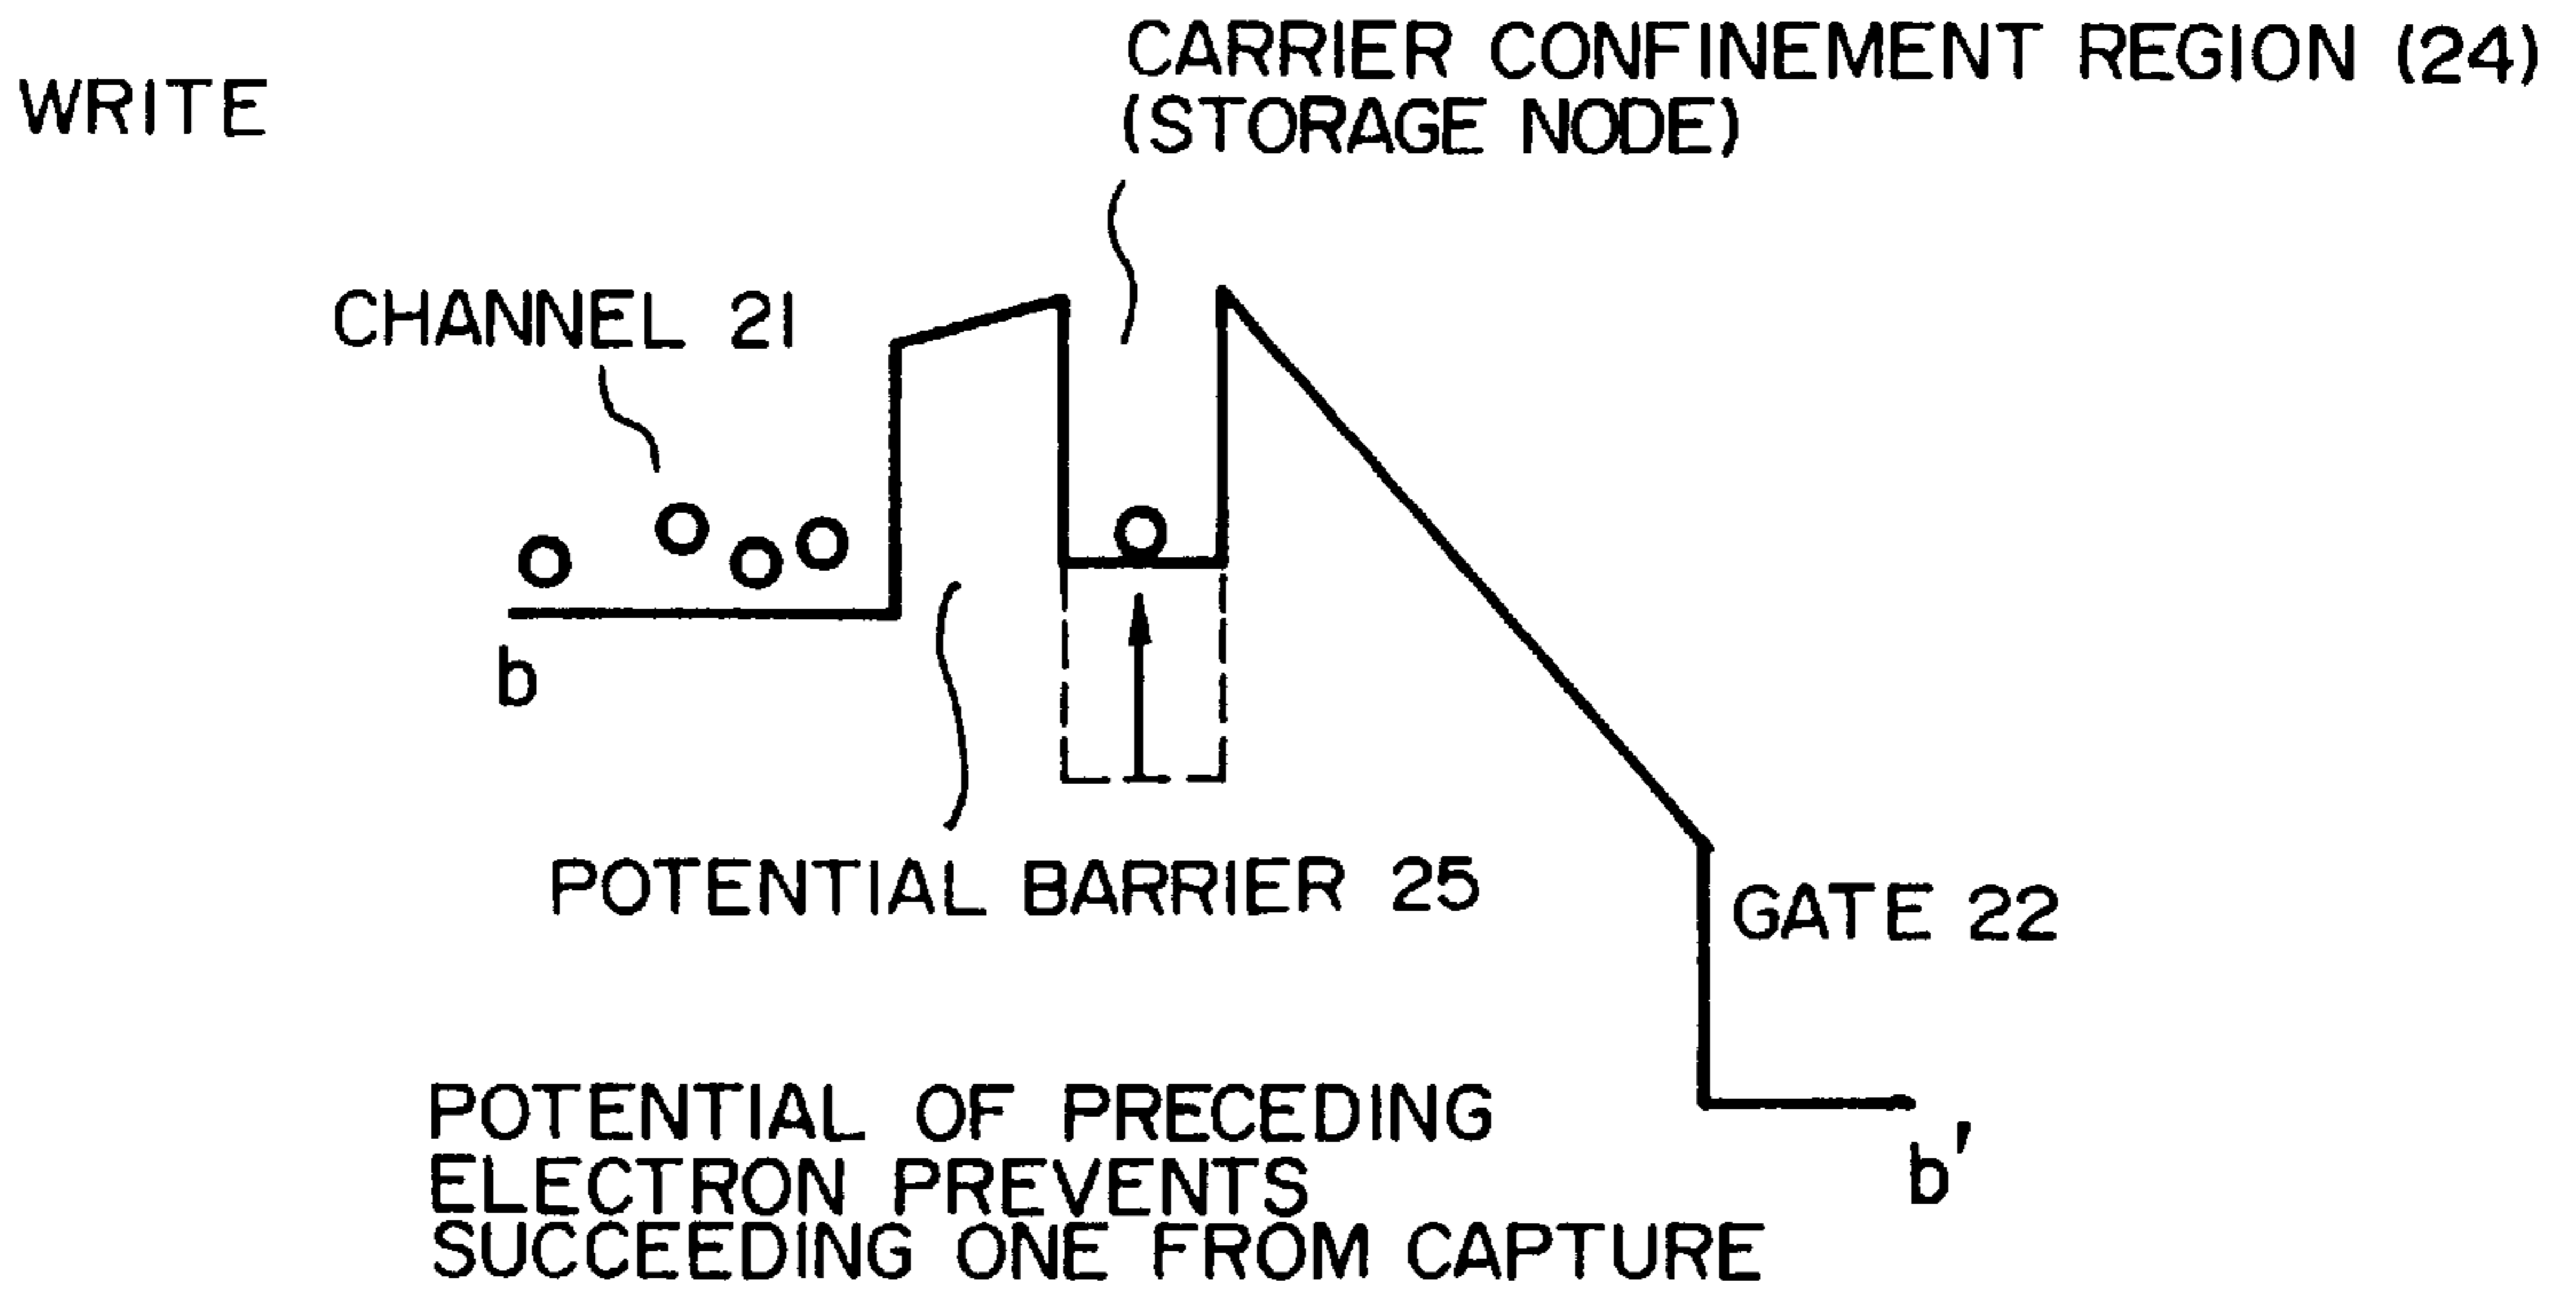 WRITE
CARRIER CONFINEMENT REGION (24)
(STORAGE NODE)
CHANNEL 21
b
POTENTIAL BARRIER 25
GATE 22
b'
POTENTIAL OF PRECEDING
ELECTRON PREVENTS
SUCCEEDING ONE FROM CAPTURE